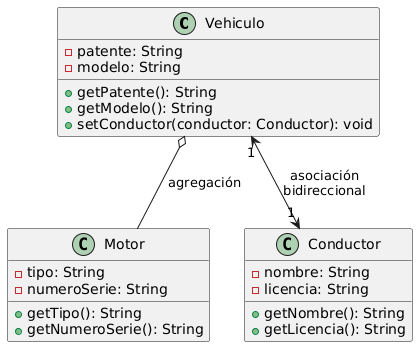 C Vehiculo
patente: String
modelo: String
getPatente(): String
getModelo(): String
setConductor(conductor: Conductor): void
1
agregación
asociación
bidireccional
1
C Motor
tipo: String
numeroSerie: String
getTipo(): String
getNumeroSerie(): String
C Conductor
nombre: String
licencia: String
getNombre(): String
getLicencia(): String